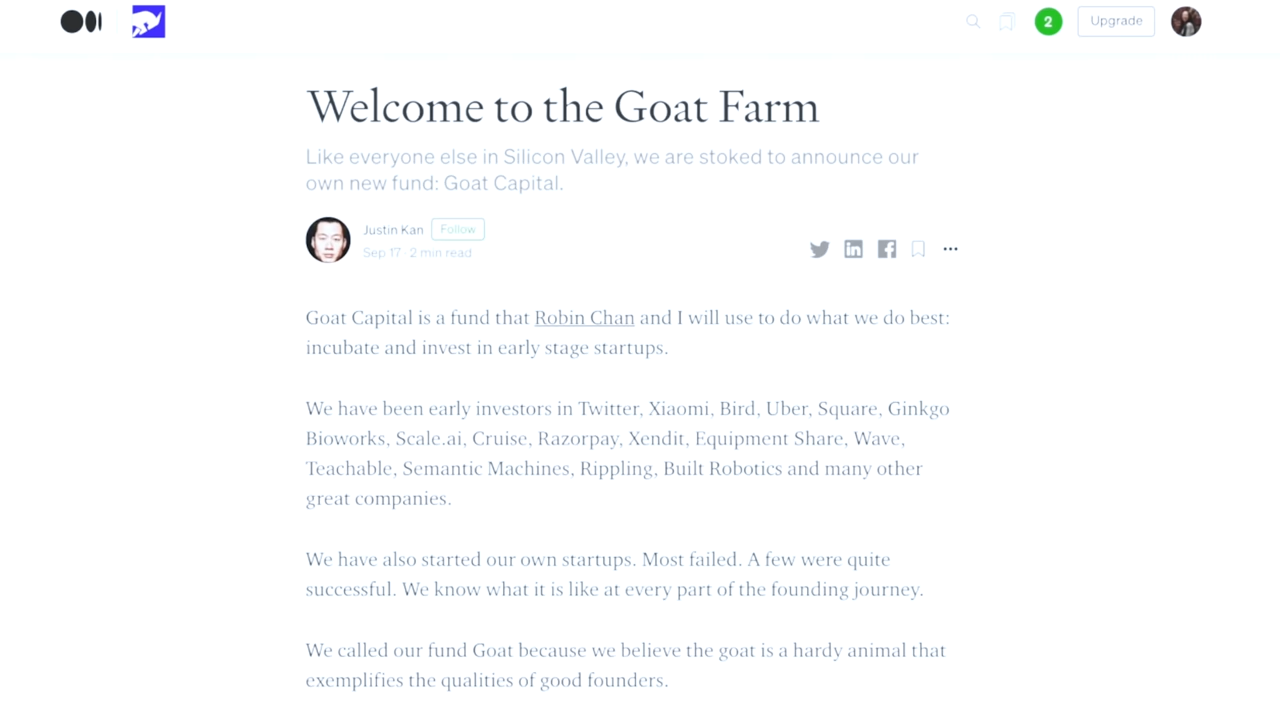 2
Upgrade
Welcome to the Goat Farm
Like everyone else in Silicon Valley, we are stoked to announce our
own new fund: Goat Capital.
Justin Kan Follow
Sep 17 · 2 min read
Goat Capital is a fund that Robin Chan and I will use to do what we do best:
incubate and invest in early stage startups.
We have been early investors in Twitter, Xiaomi, Bird, Uber, Square, Ginkgo
Bioworks, Scale.ai, Cruise, Razorpay, Xendit, Equipment Share, Wave,
Teachable, Semantic Machines, Rippling, Built Robotics and many other
great companies.
We have also started our own startups. Most failed. A few were quite
successful. We know what it is like at every part of the founding journey.
We called our fund Goat because we believe the goat is a hardy animal that
exemplifies the qualities of good founders.